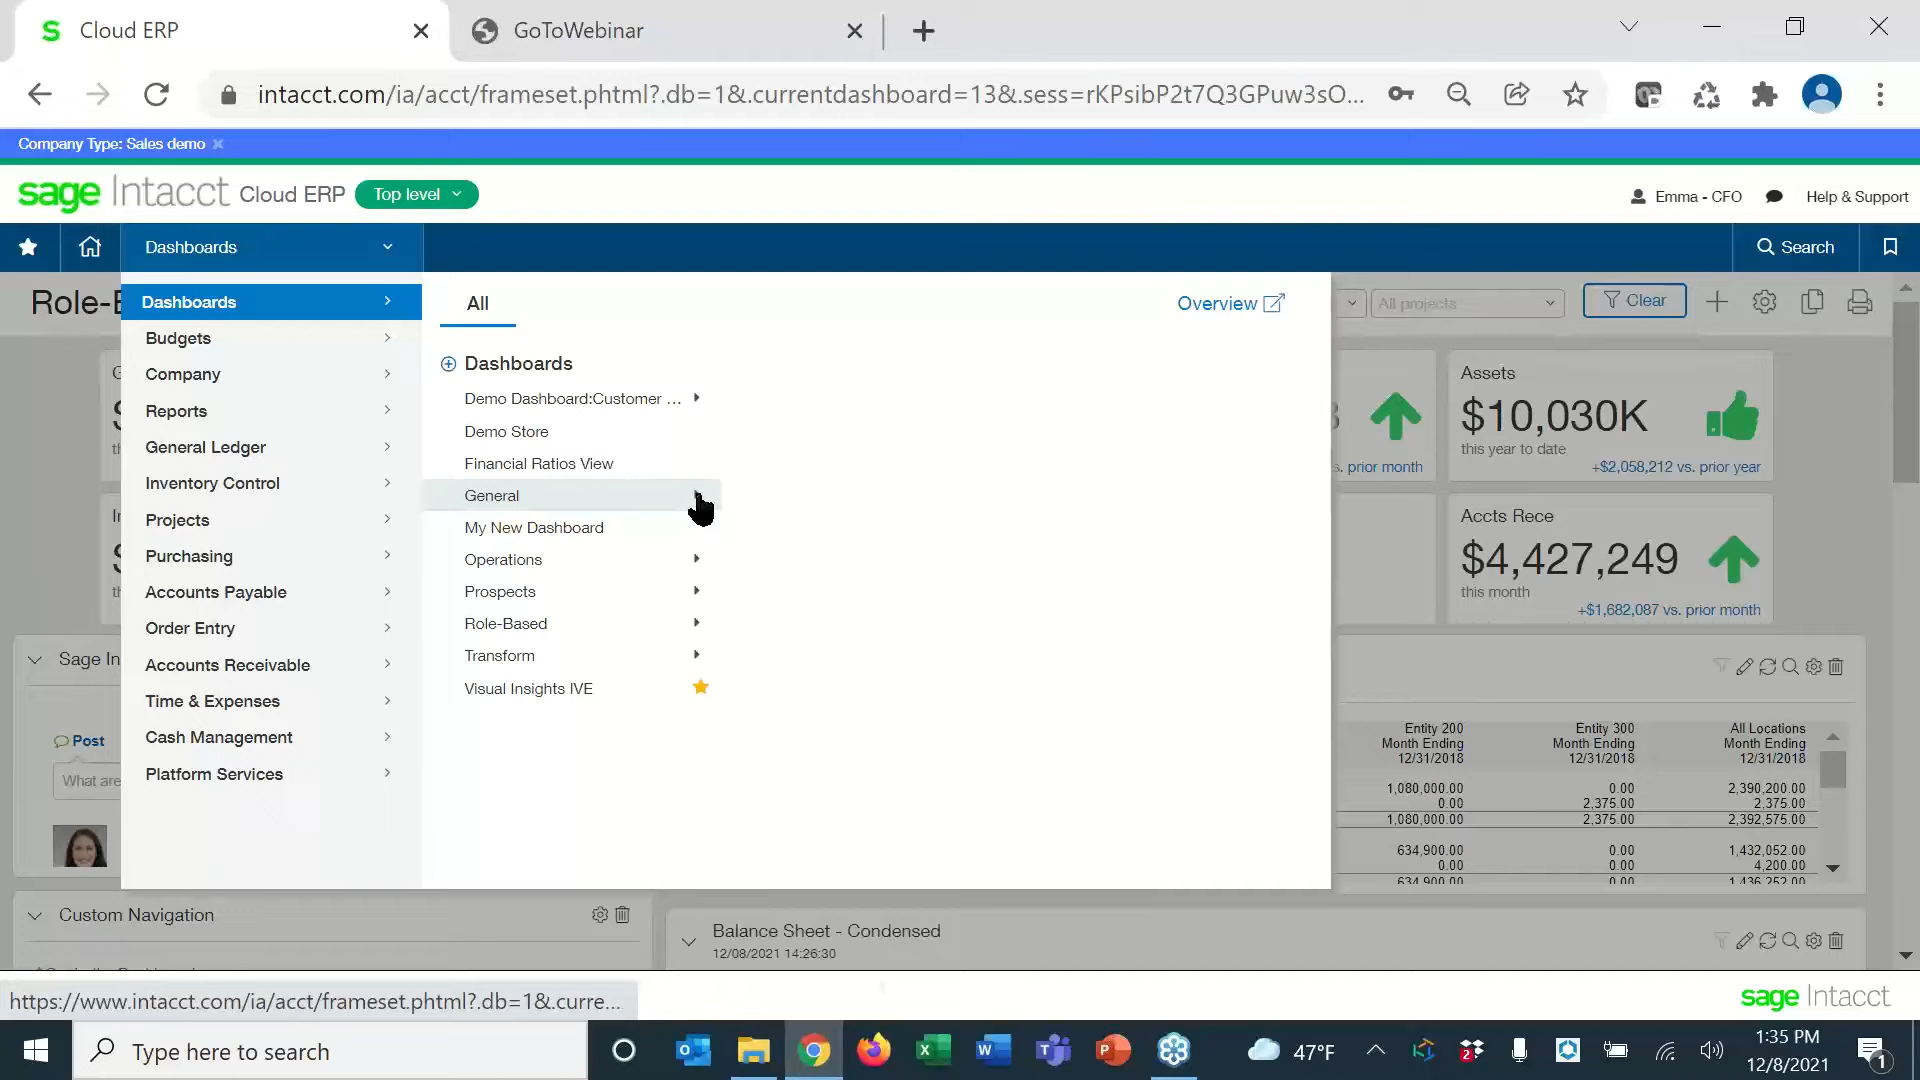 Cloud ERP
GoToWebinar
intacct.com/ia/acct/frameset.phtml?.db=1&.currentdashboard=13&.sess=rKPsibP2t7Q3GPuw3sO...
Company Type: Sales demo
sage Intacct Cloud ERP Top level
Emma - CFO
Help & Support
Dashboards
Search
Role-
All projects
Clear
Dashboards
Budgets
Company
Reports
General Ledger
Inventory Control
Projects
Purchasing
Accounts Payable
Order Entry
Accounts Receivable
Time & Expenses
Cash Management
Platform Services
All
Overview
Dashboards
Demo Dashboard:Customer ...
Demo Store
Financial Ratios View
General
My New Dashboard
Operations
Prospects
Role-Based
Transform
Visual Insights IVE
s. prior month
Assets
$10,030K
this year to date
+$2,058,212 vs. prior year
Accts Rece
$4,427,249
this month
+$1,682,087 vs. prior month
Sage In
Post
What are
Entity 200 Entity 300 All Locations
Month Ending Month Ending Month Ending
12/31/2018 12/31/2018 12/31/2018
1,080,000.00 0.00 2,390,200.00
0.00 2,375.00 2,375.00
1,080,000.00 2,375.00 2,392,575.00
634,900.00 0.00 1,432,052.00
0.00 0.00 4,200.00
634,900.00 0.00 1,436,252.00
Custom Navigation
Balance Sheet - Condensed
12/08/2021 14:26:30
https://www.intacct.com/ia/acct/frameset.phtml?.db=1&.curre...
sage Intacct
Type here to search
47°F
1:35 PM
12/8/2021